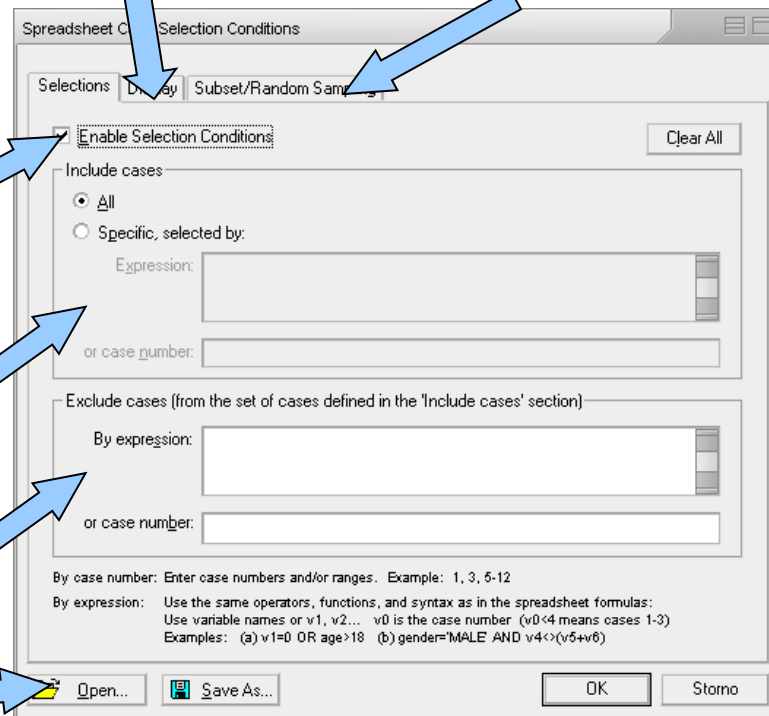 Spreadsheet C Selection Conditions
Selections
Subset/Random
Enable Selection Conditions
Clear All
Include cases
All
Specific, selected by:
Expression:
or case number:
Exclude cases (from the set of cases defined in the 'Include cases' section)
By expression:
or case number:
By case number: Enter case numbers and/or ranges. Example: 1, 3, 5-12
By expression: Use the same operators, functions, and syntax as in the spreadsheet formulas:
Use variable names or v1, v2... v0 is the case number (v0<4 means cases 1-3)
Examples: (a) v1=0 OR age>18 (b) gender='MALE' AND v4<>(v5+v6)
Open... Save As... OK Storno